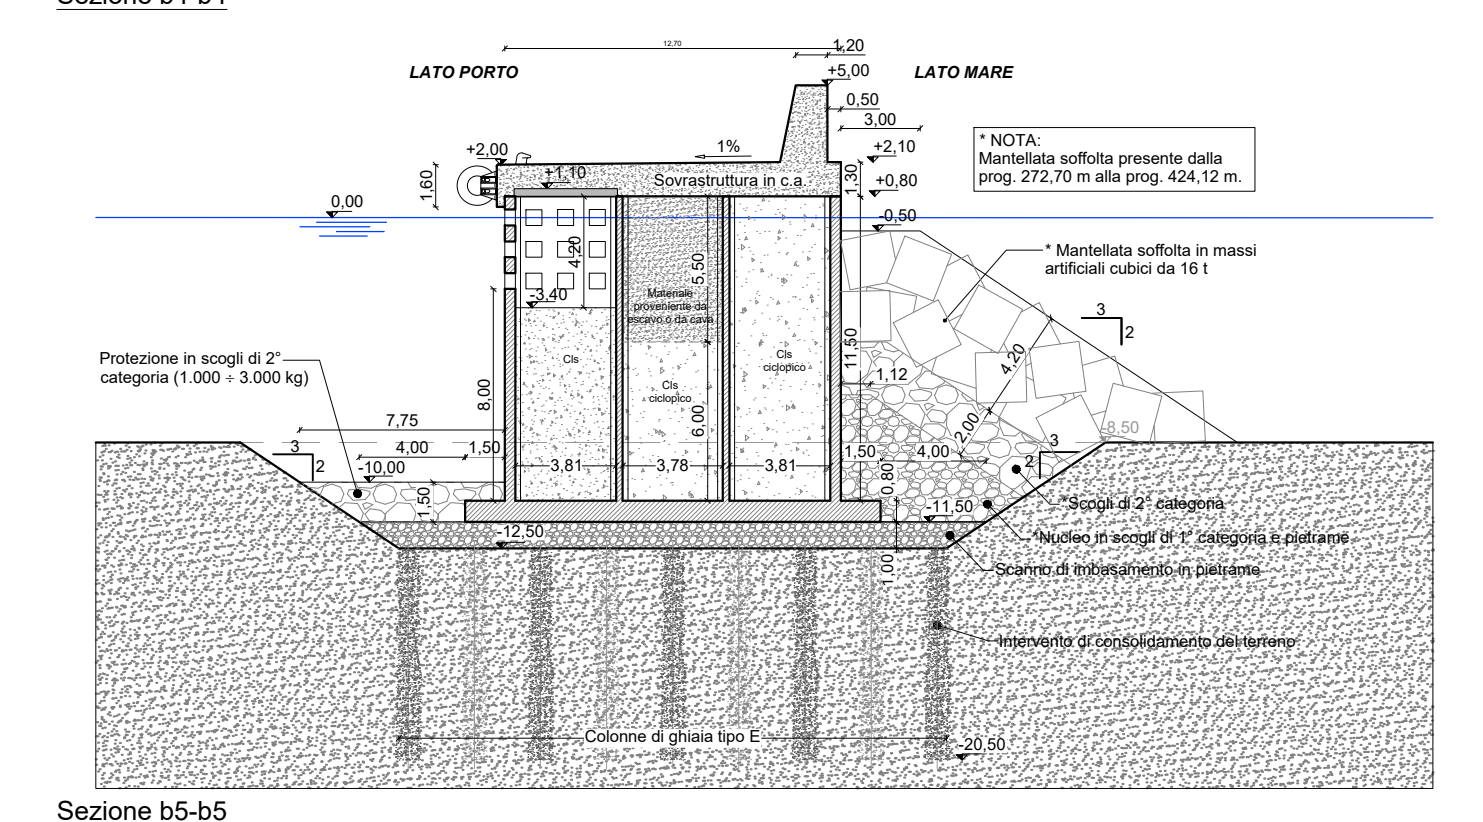 Sezione b4-b4
12,70
1,20
LATO PORTO
LATO MARE
+5,00
0,50
3,00
* NOTA:
Mantellata soffolta presente dalla
prog. 272,70 m alla prog. 424,12 m.
+2,00
1%
+2,10
1,60
+1,10
Sovrastruttura in c.a.
1,30
+0,80
0,00
-0,50
4,20
5,50
* Mantellata soffolta in massi
artificiali cubici da 16 t
-3,40
Materiale
proveniente da
escavo o da cava
3
2
Protezione in scogli di 2°
categoria (1.000 ÷ 3.000 kg)
Cls
Cls
ciclopico
Cls
ciclopico
11,50
4,20
1,12
8,00
6,00
2,00
7,75
-8,50
3
2
4,00
1,50
-10,00
3,81
3,78
3,81
1,50
4,00
3
2
1,50
0,80
*Scogli di 2° categoria
-11,50
-12,50
*Nucleo in scogli di 1° categoria e pietrame
1,00
Scanno di imbasamento in pietrame
Intervento di consolidamento del terreno
Colonne di ghiaia tipo E
-20,50
Sezione b5-b5